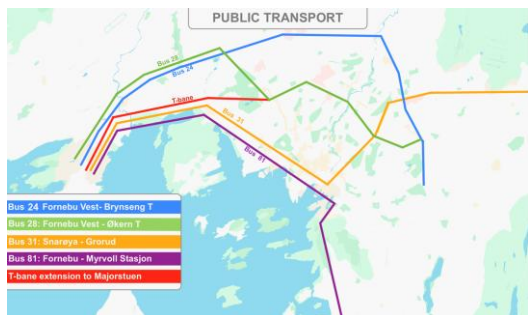 PUBLIC TRANSPORT
Bus 28
Bus 24
T-bane
Bus 31
Bus 81
Bus 24 Fornebu Vest- Brynseng T
Bus 28: Fornebu Vest - Økern T
Bus 31: Snarøya - Grorud
Bus 81: Fornebu - Myrvoll Stasjon
T-bane extension to Majorstuen